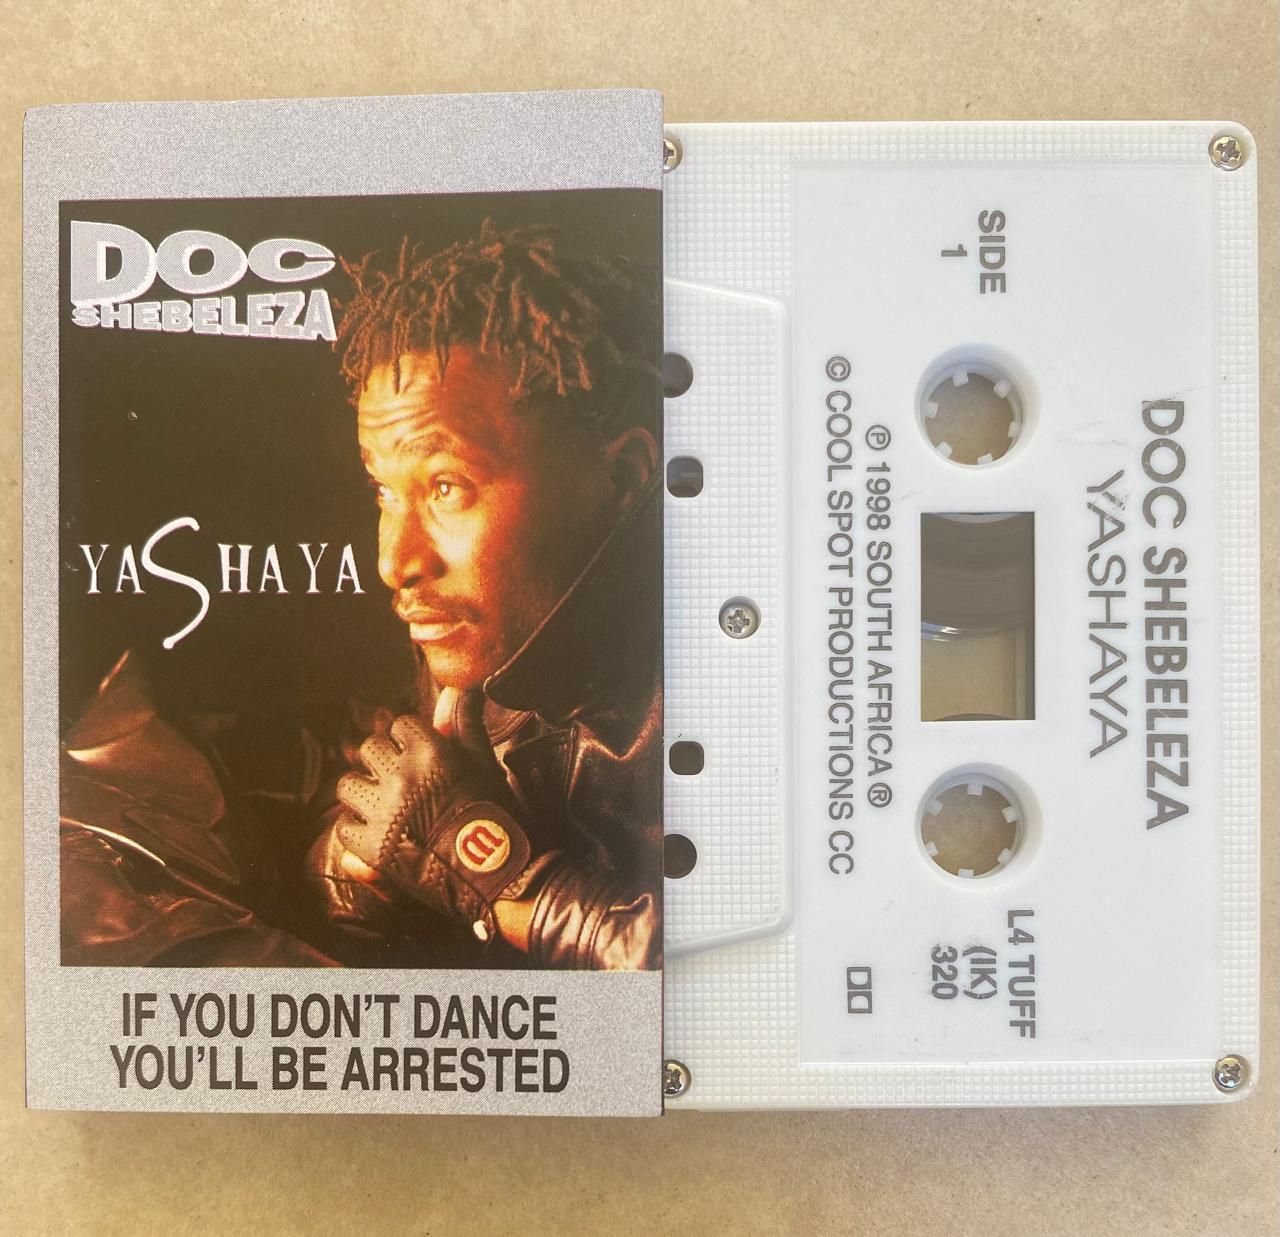 DOC
SHEBELEZA
YASHAYA
IF YOU DON'T DANCE
YOU'LL BE ARRESTED
m
DOC SHEBELEZA
YASHAYA
SIDE
1
L4 TUFF
(IK)
320
℗ 1998 SOUTH AFRICA ®
© COOL SPOT PRODUCTIONS CC